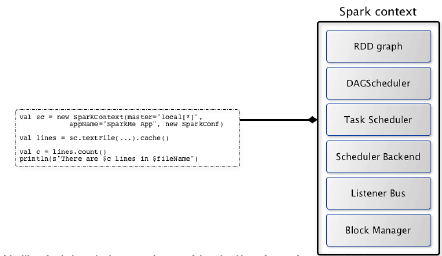 Spark context
RDD graph
DAGScheduler
Task Scheduler
Scheduler Backend
Listener Bus
Block Manager
val sc = new SparkContext(master="local[*]",
appName="SparkMe App", new SparkConf)
val lines = sc.textFile(...).cache()
val c = lines.count()
println(s"There are $c lines in $fileName")